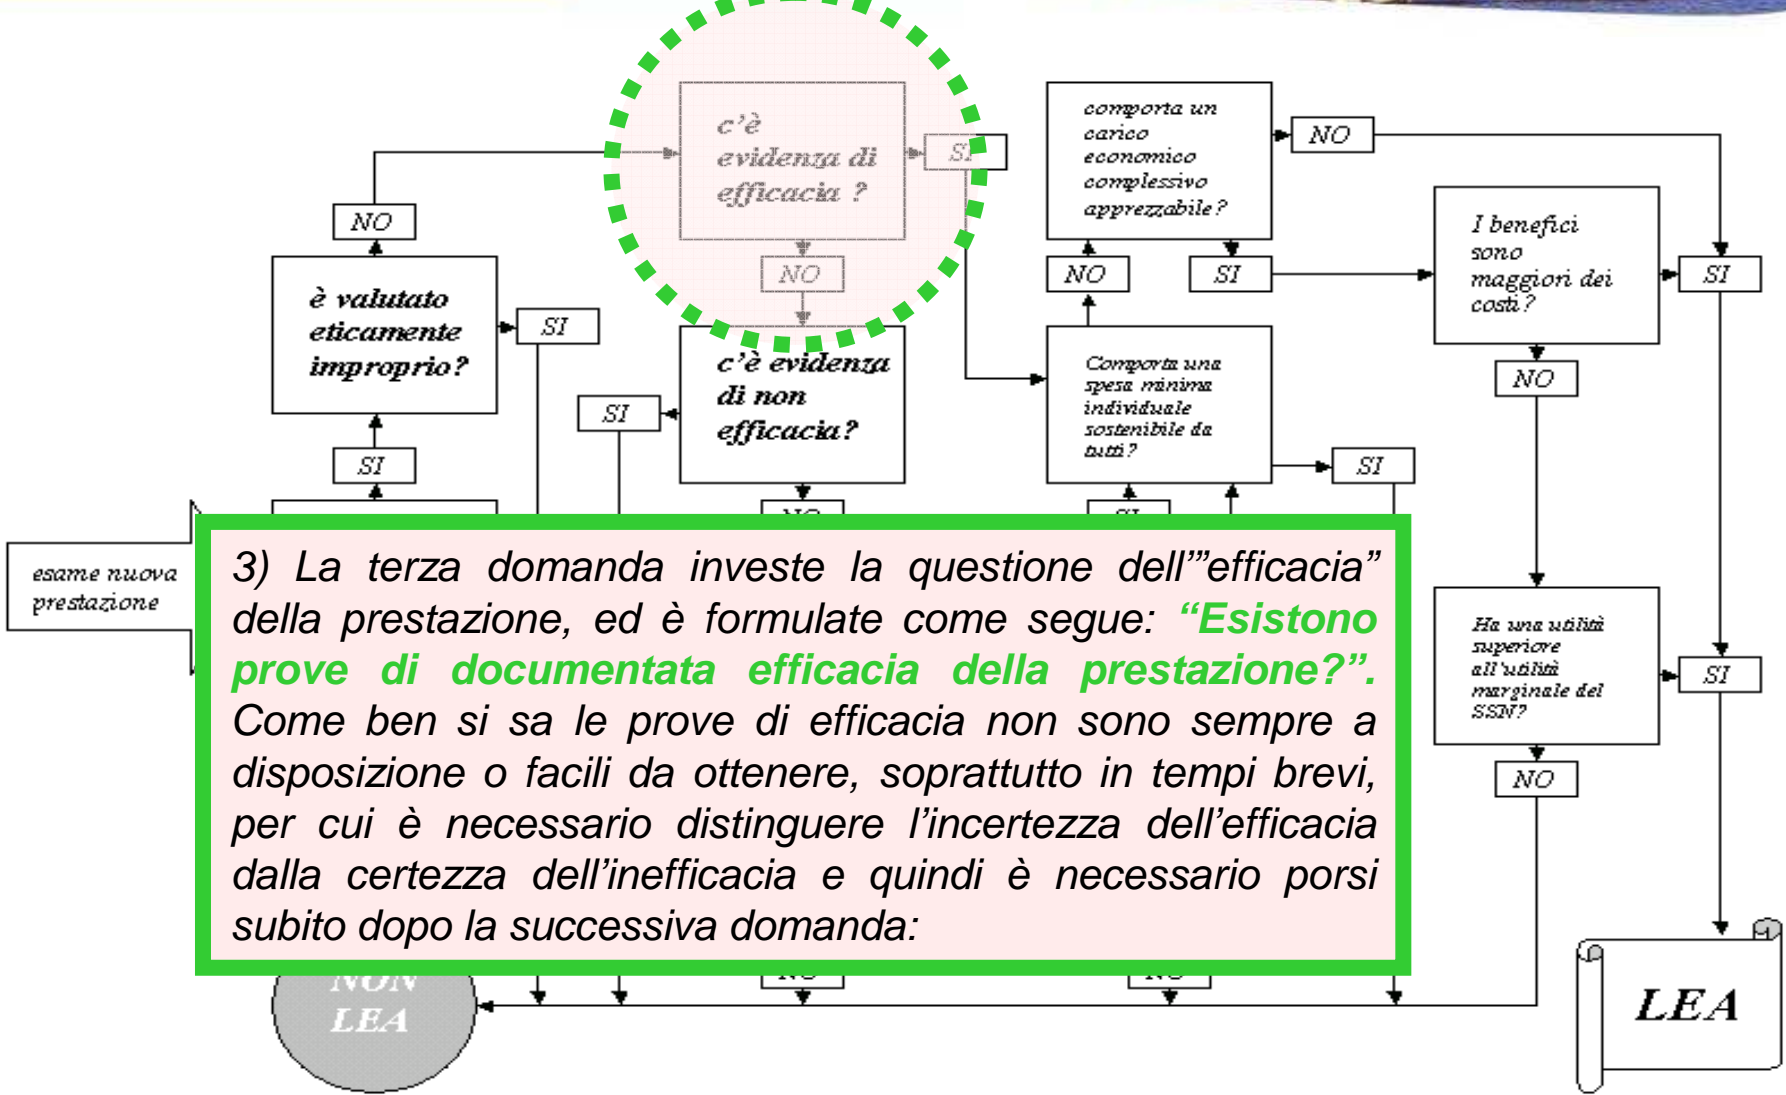 c'è
evidenza di
efficacia ?
SI
NO
comporta un
carico
economico
complessivo
apprezzabile?
NO
NO
SI
I benefici
sono
maggiori dei
costi?
SI
NO
NO
è valutato
eticamente
improprio?
SI
SI
c'è evidenza
di non
efficacia?
SI
NO
Comporta una
spesa minima
individuale
sostenibile da
tutti?
SI
SI
esame nuova
prestazione
3) La terza domanda investe la questione dell'"efficacia”
della prestazione, ed è formulate come segue: “Esistono
prove di documentata efficacia della prestazione?”.
Come ben si sa le prove di efficacia non sono sempre a
disposizione o facili da ottenere, soprattutto in tempi brevi,
per cui è necessario distinguere l’incertezza dell’efficacia
dalla certezza dell’inefficacia e quindi è necessario porsi
subito dopo la successiva domanda:
Ha una utilità
superiore
all'utilità
marginale del
SSN?
SI
NO
NO
NO
NON
LEA
LEA